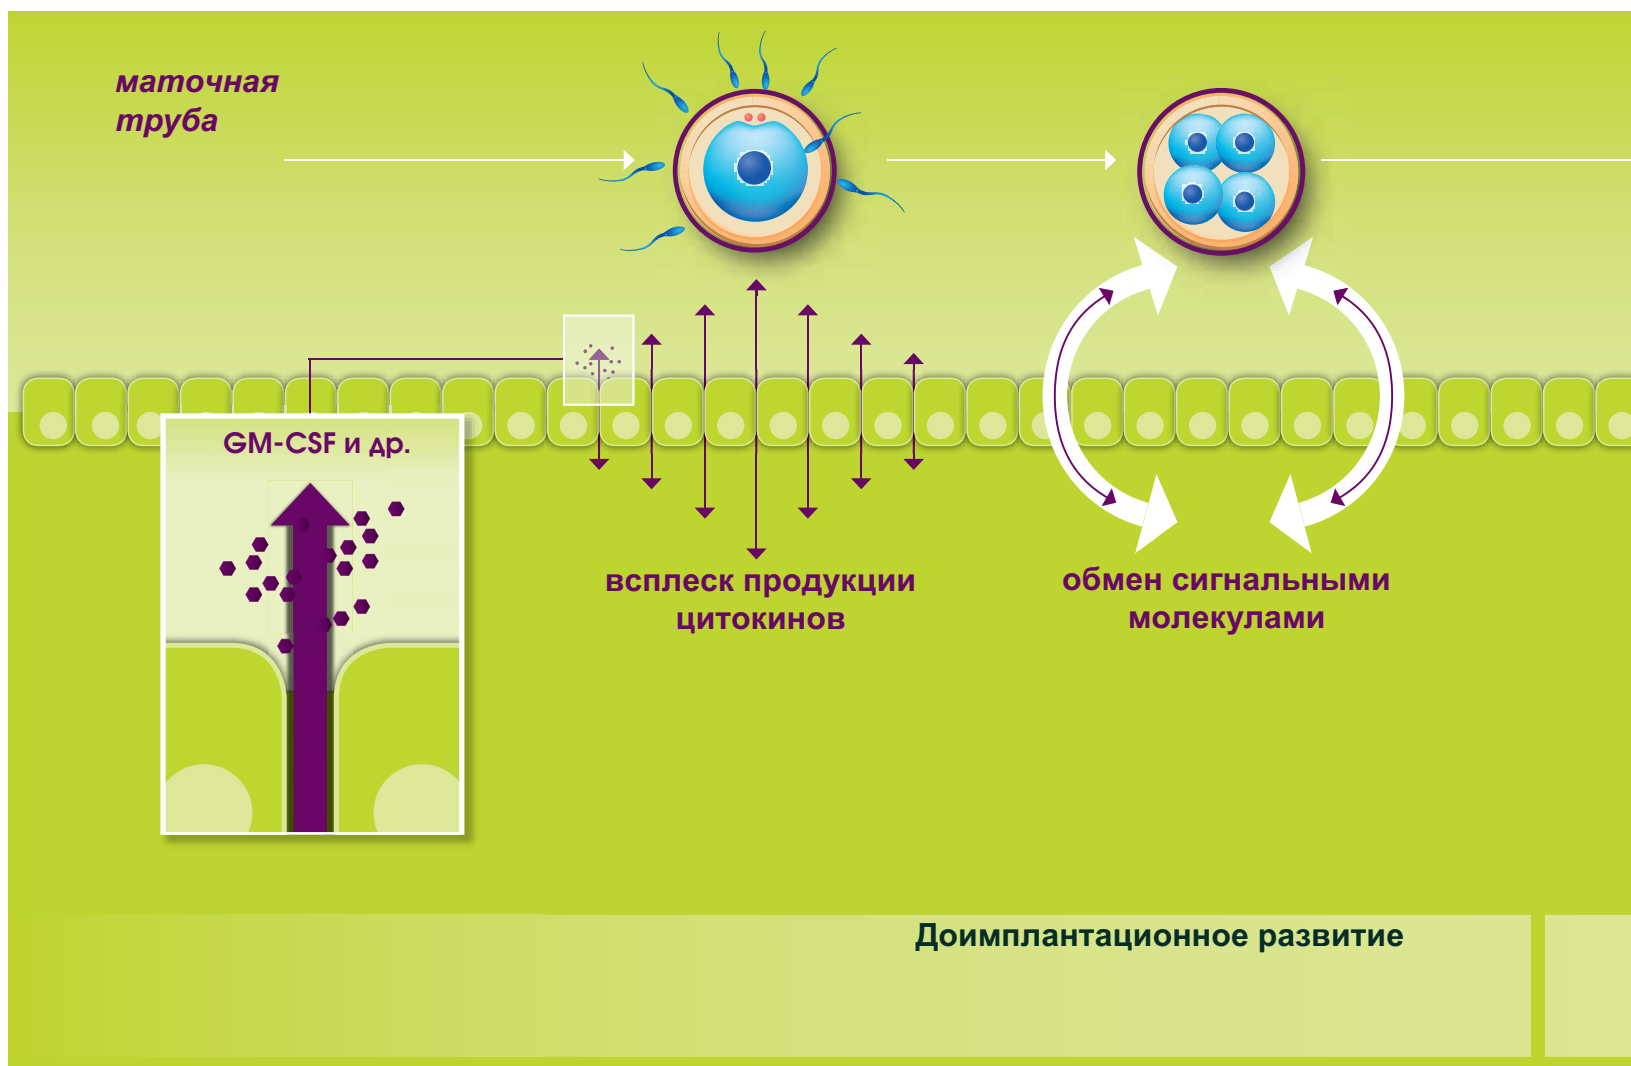 маточная
труба
GM-CSF и др.
всплеск продукции
цитокинов
обмен сигнальными
молекулами
Доимплантационное развитие